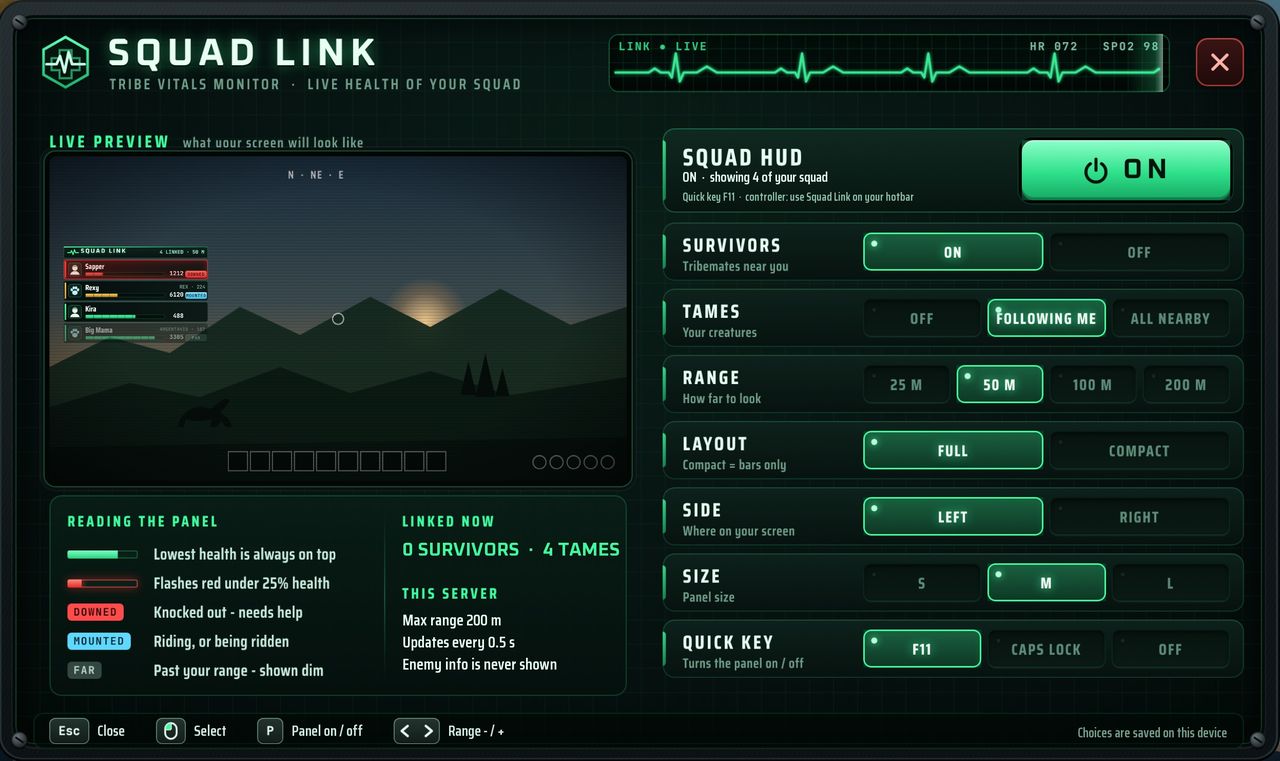 SQUAD LINK
TRIBE VITALS MONITOR · LIVE HEALTH OF YOUR SQUAD
LINK ● LIVE
HR 072 SPO2 98
LIVE PREVIEW what your screen will look like
N · NE · E
SQUAD LINK 4 LINKED · 50 M
Sapper
1212 DOWNED
Rexy REX · 224
6120 MOUNTED
Kira
488
Big Mama ARGENTAVIS · 187
3385 FAR
READING THE PANEL
Lowest health is always on top
Flashes red under 25% health
DOWNED Knocked out - needs help
MOUNTED Riding, or being ridden
FAR Past your range - shown dim
LINKED NOW
0 SURVIVORS · 4 TAMES
THIS SERVER
Max range 200 m
Updates every 0.5 s
Enemy info is never shown
SQUAD HUD
ON · showing 4 of your squad
Quick key F11 · controller: use Squad Link on your hotbar
ON
SURVIVORS
Tribemates near you
ON OFF
TAMES
Your creatures
OFF FOLLOWING ME ALL NEARBY
RANGE
How far to look
25 M 50 M 100 M 200 M
LAYOUT
Compact = bars only
FULL COMPACT
SIDE
Where on your screen
LEFT RIGHT
SIZE
Panel size
S M L
QUICK KEY
Turns the panel on / off
F11 CAPS LOCK OFF
Esc Close Select P Panel on / off < > Range - / +
Choices are saved on this device